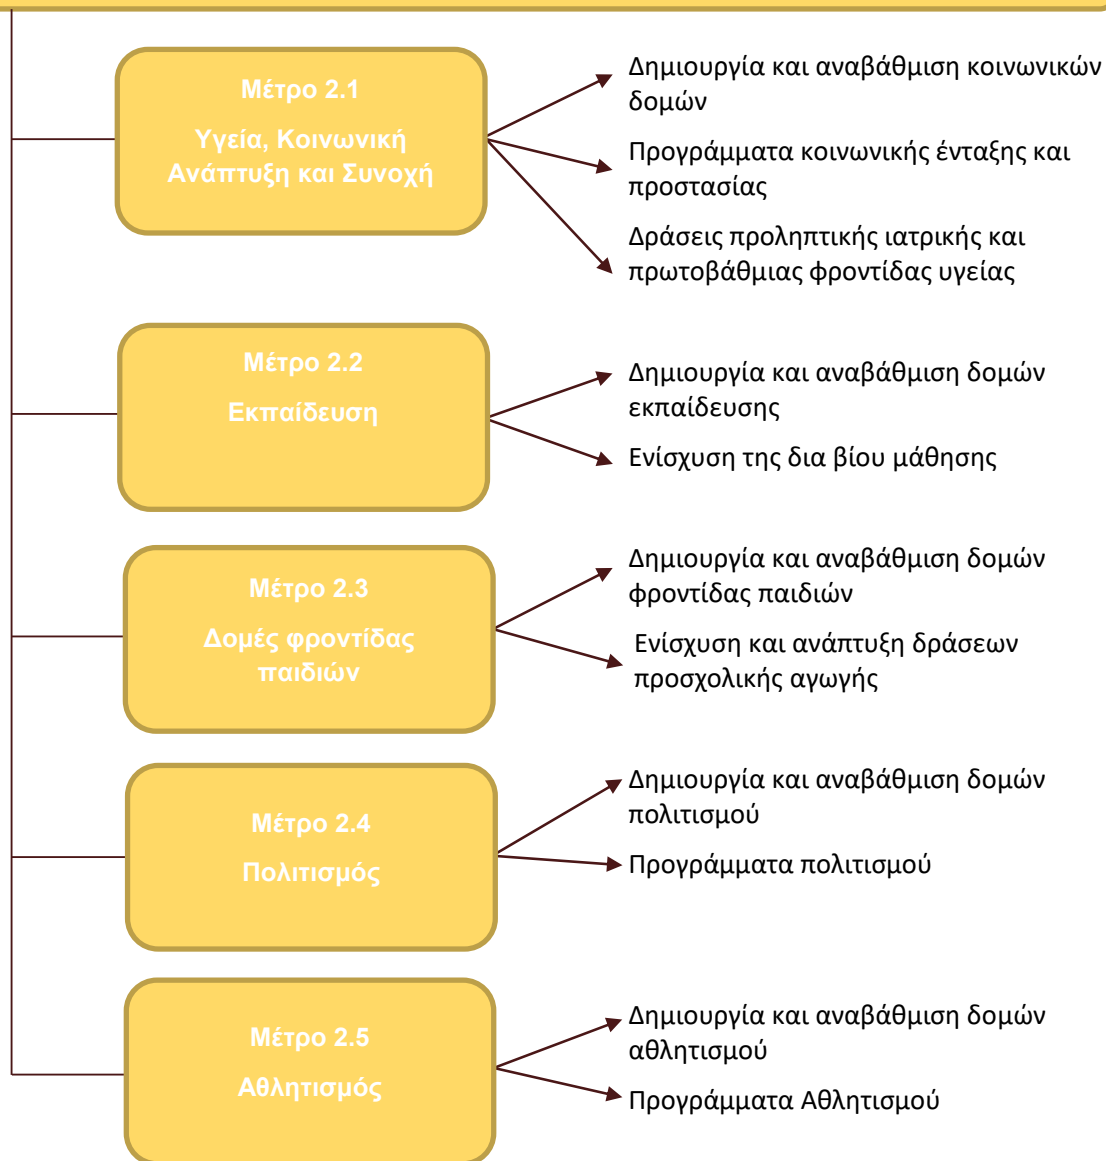 Μέτρο 2.1
Υγεία, Κοινωνική
Ανάπτυξη και Συνοχή
Δημιουργία και αναβάθμιση κοινωνικών
δομών
Προγράμματα κοινωνικής ένταξης και
προστασίας
Δράσεις προληπτικής ιατρικής και
πρωτοβάθμιας φροντίδας υγείας
Μέτρο 2.2
Εκπαίδευση
Δημιουργία και αναβάθμιση δομών
εκπαίδευσης
Ενίσχυση της δια βίου μάθησης
Μέτρο 2.3
Δομές φροντίδας
παιδιών
Δημιουργία και αναβάθμιση δομών
φροντίδας παιδιών
Ενίσχυση και ανάπτυξη δράσεων
προσχολικής αγωγής
Μέτρο 2.4
Πολιτισμός
Δημιουργία και αναβάθμιση δομών
πολιτισμού
Προγράμματα πολιτισμού
Μέτρο 2.5
Αθλητισμός
Δημιουργία και αναβάθμιση δομών
αθλητισμού
Προγράμματα Αθλητισμού